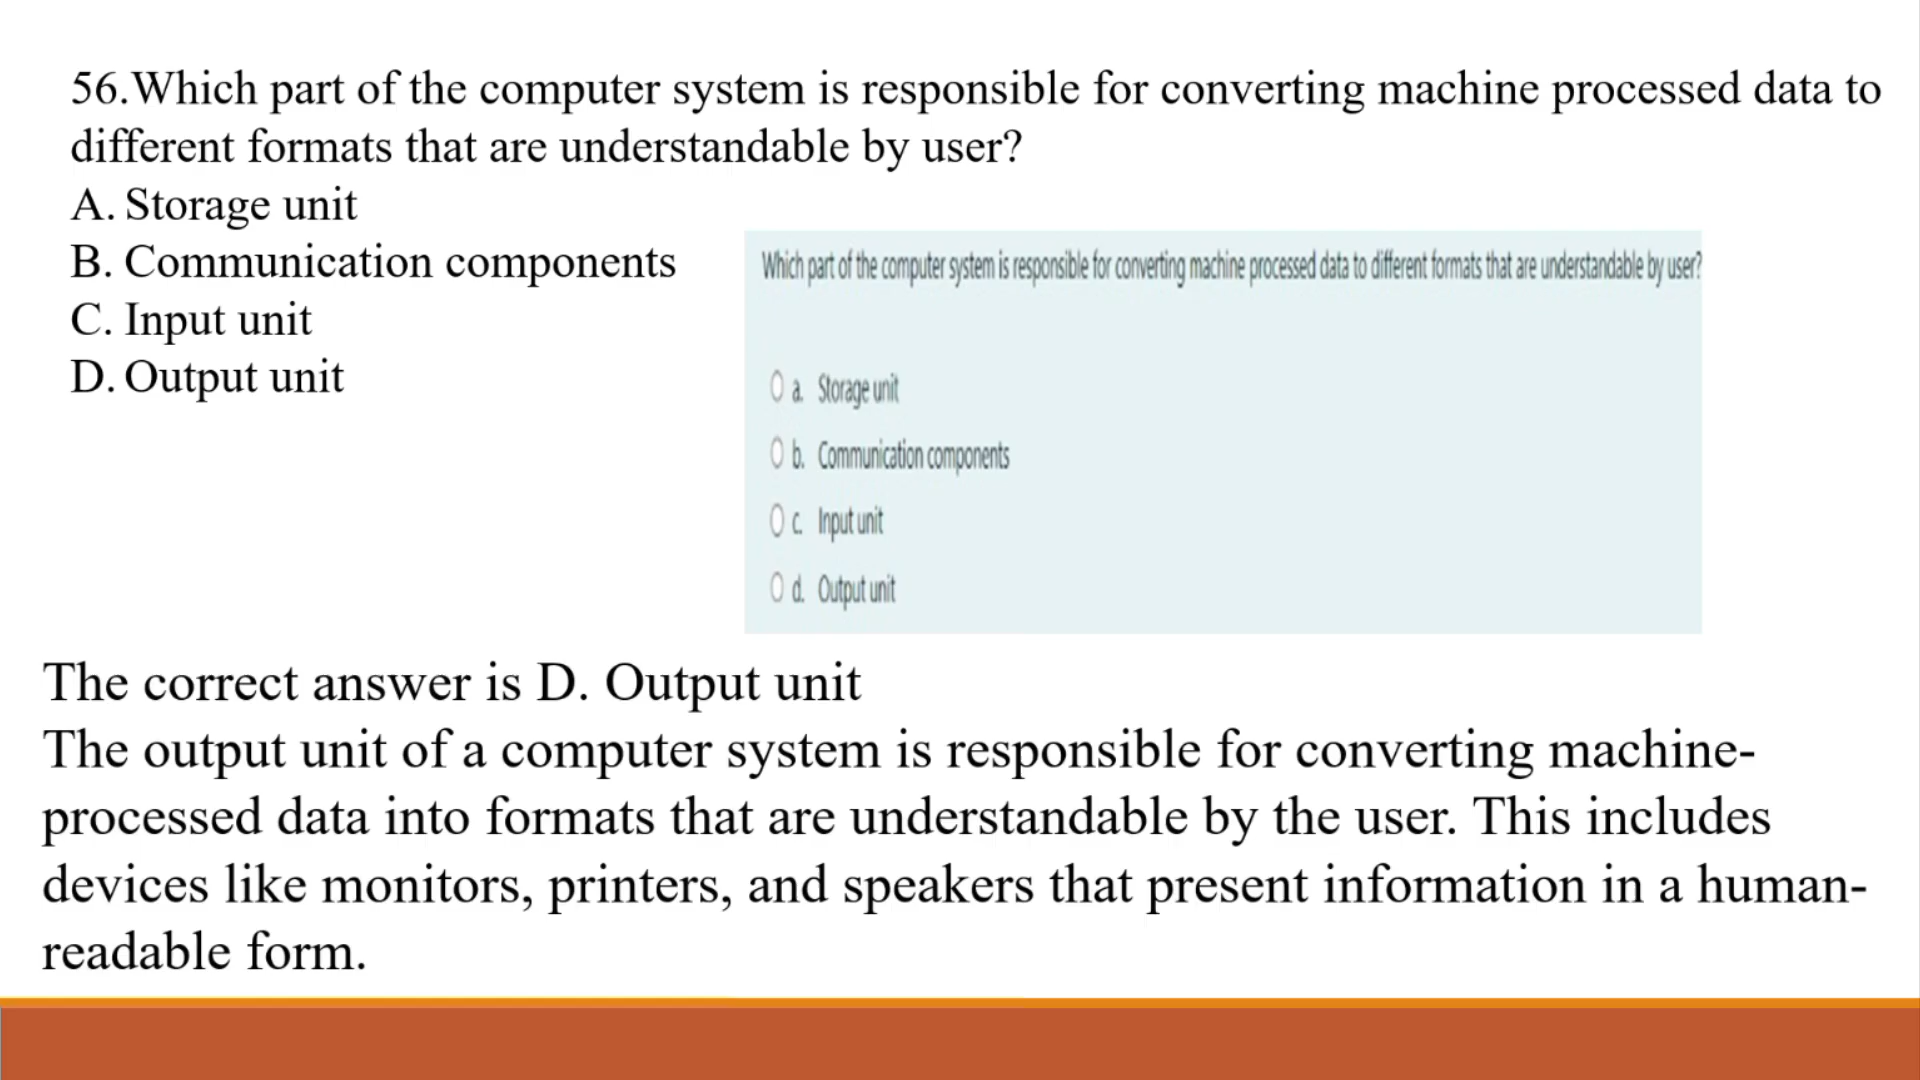 56.Which part of the computer system is responsible for converting machine processed data to
different formats that are understandable by user?
A. Storage unit
B. Communication components
C. Input unit
D. Output unit
Which part of the computer system is responsible for converting machine processed data to different formats that are understandable by user?
a. Storage unit
b. Communication components
c. Input unit
d. Output unit
The correct answer is D. Output unit
The output unit of a computer system is responsible for converting machine-
processed data into formats that are understandable by the user. This includes
devices like monitors, printers, and speakers that present information in a human-
readable form.